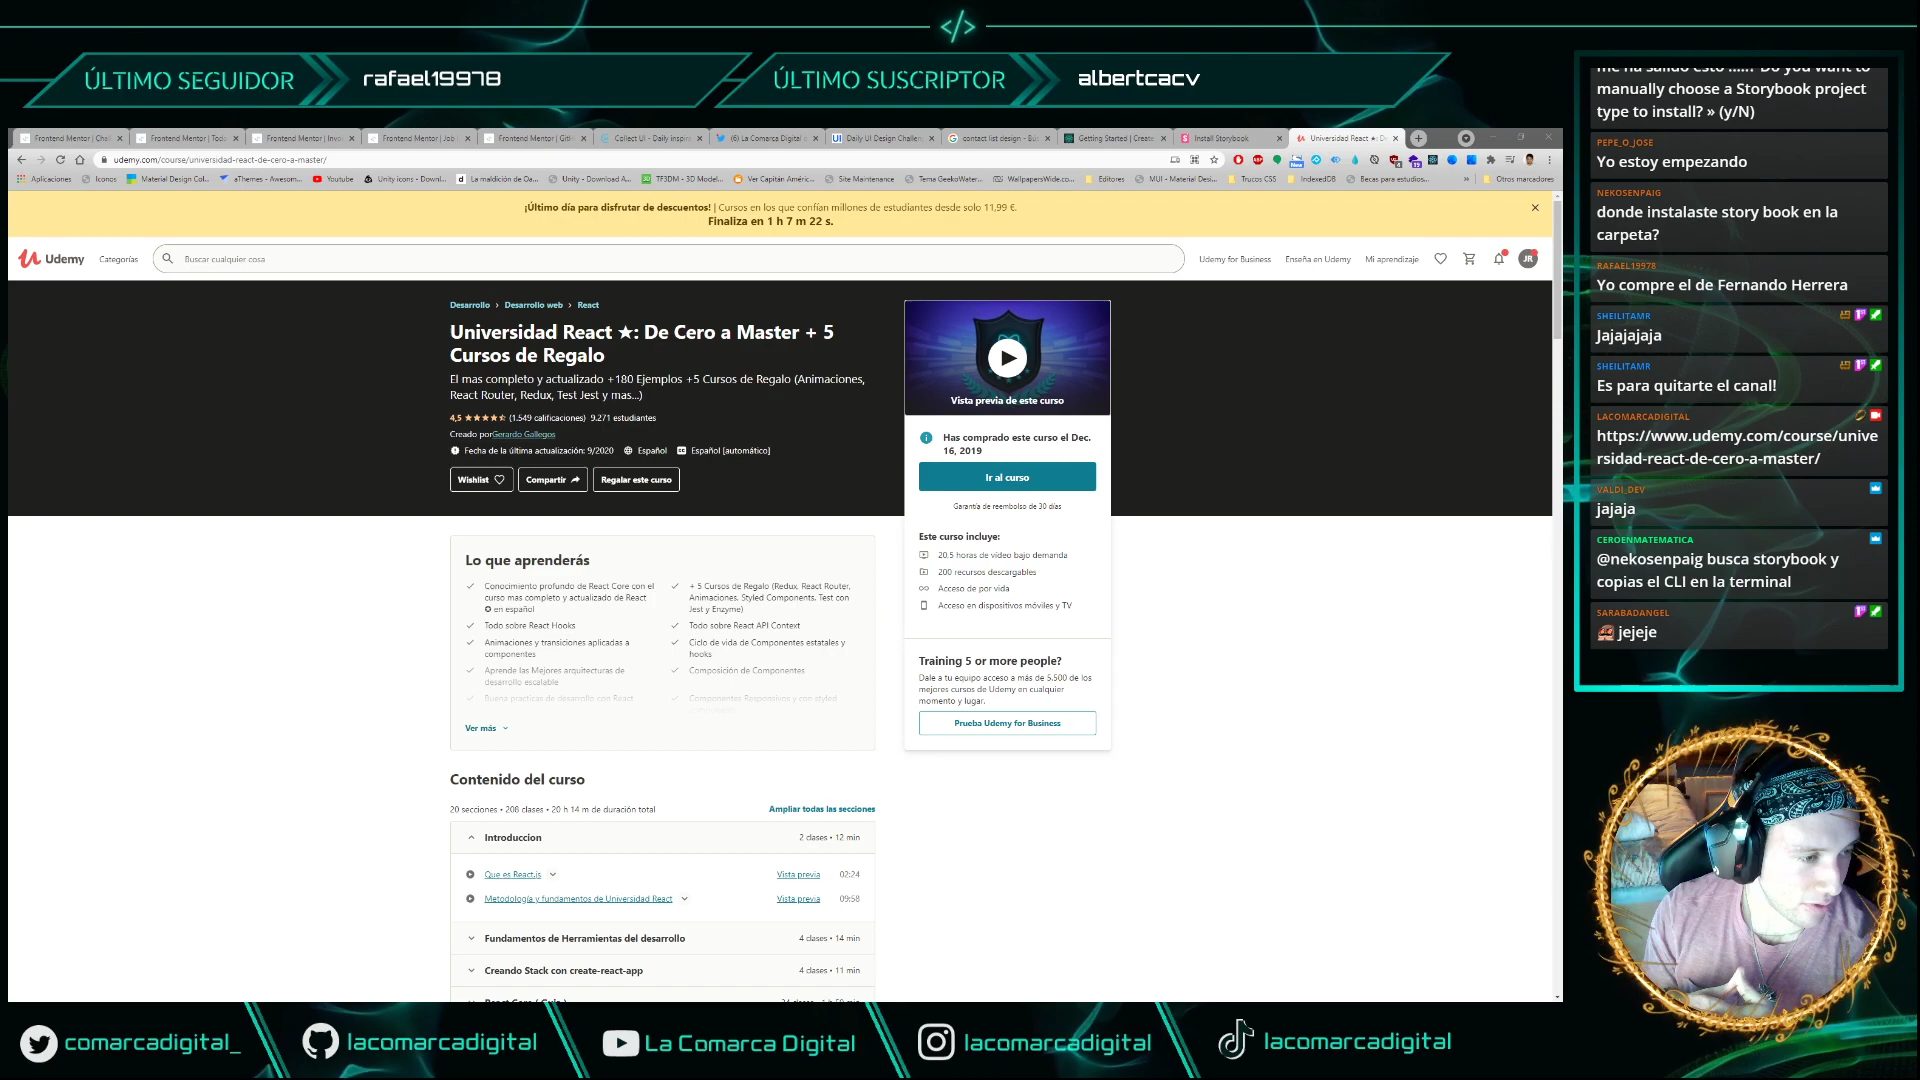 </>
ÚLTIMO SEGUIDOR
rafael19978
ÚLTIMO SUSCRIPTOR
albertcacv
Frontend Mentor | Chal
Frontend Mentor | Todo
Frontend Mentor | Invo
Frontend Mentor | Job
Frontend Mentor | GitH
Collect UI - Daily inspira
(6) La Comarca Digital
Daily UI Design Challen
contact list design - Bus
Getting Started | Create
Install Storybook
Universidad React ★: De
udemy.com/course/universidad-react-de-cero-a-master/
Aplicaciones
Iconos
Material Design Col...
aThemes - Awesom...
Youtube
Unity icons - Downl...
La maldición de Oa...
Unity - Download A...
TF3DM - 3D Model...
Ver Capitán Améric...
Site Maintenance
Tema GeekoWater...
WallpapersWide.co...
Editores
MUI - Material Desi...
Trucos CSS
IndexedDB
Becas para estudios...
»
Otros marcadores
¡Último día para disfrutar de descuentos! | Cursos en los que confían millones de estudiantes desde solo 11,99 €.
Finaliza en 1 h 7 m 22 s.
Udemy
Categorías
Buscar cualquier cosa
Udemy for Business
Enseña en Udemy
Mi aprendizaje
JR
Desarrollo > Desarrollo web > React
Universidad React ★: De Cero a Master + 5
Cursos de Regalo
El mas completo y actualizado +180 Ejemplos +5 Cursos de Regalo (Animaciones,
React Router, Redux, Test Jest y mas...)
4,5 (1.549 calificaciones) 9.271 estudiantes
Creado porGerardo Gallegos
Fecha de la última actualización: 9/2020 Español Español [automático]
Wishlist
Compartir
Regalar este curso
Vista previa de este curso
Has comprado este curso el Dec.
16, 2019
Ir al curso
Garantía de reembolso de 30 días
Este curso incluye:
20,5 horas de vídeo bajo demanda
200 recursos descargables
Acceso de por vida
Acceso en dispositivos móviles y TV
Training 5 or more people?
Dale a tu equipo acceso a más de 5.500 de los
mejores cursos de Udemy en cualquier
momento y lugar.
Prueba Udemy for Business
Lo que aprenderás
Conocimiento profundo de React Core con el
curso mas completo y actualizado de React
✪ en español
Todo sobre React Hooks
Animaciones y transiciones aplicadas a
componentes
Aprende las Mejores arquitecturas de
desarrollo escalable
Buena practicas de desarrollo con React
+ 5 Cursos de Regalo (Redux, React Router,
Animaciones, Styled Components, Test con
Jest y Enzyme)
Todo sobre React API Context
Ciclo de vida de Componentes estatales y
hooks
Composición de Componentes
Componentes Responsivos y con styled
Ver más
Contenido del curso
20 secciones • 208 clases • 20 h 14 m de duración total
Ampliar todas las secciones
Introduccion
2 clases • 12 min
Que es React.js
Vista previa
02:24
Metodología y fundamentos de Universidad React
Vista previa
09:58
Fundamentos de Herramientas del desarrollo
4 clases • 14 min
Creando Stack con create-react-app
4 clases • 11 min
me ha salido esto ...... Do you want to
manually choose a Storybook project
type to install? » (y/N)
PEPE_O_JOSE
Yo estoy empezando
NEKOSENPAIG
donde instalaste story book en la
carpeta?
RAFAEL19978
Yo compre el de Fernando Herrera
SHEILITAMR
Jajajajaja
SHEILITAMR
Es para quitarte el canal!
LACOMARCADIGITAL
https://www.udemy.com/course/unive
rsidad-react-de-cero-a-master/
VALDI_DEV
jajaja
CEROENMATEMATICA
@nekosenpaig busca storybook y
copias el CLI en la terminal
SARABADANGEL
jejeje
comarcadigital_
lacomarcadigital
La Comarca Digital
lacomarcadigital
lacomarcadigital